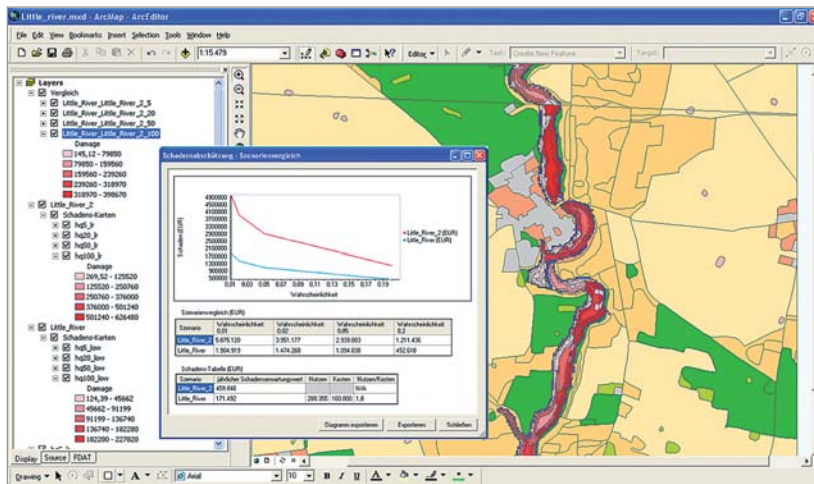 Little_river.mxd - ArcMap - ArcEditor
File Edit View Bookmarks Insert Selection Tools Window Help
1:15.479
Editor
Task: Create New Feature
Target:
Layers
Vergleich
Little_River_Little_River_2_5
Little_River_Little_River_2_20
Little_River_Little_River_2_50
Little_River_Little_River_2_100
Damage
145,12 - 79850
79850 - 159560
159560 - 239260
239260 - 318970
318970 - 398670
Little_River_2
Schadens-Karten
hq5_lr
hq20_lr
hq50_lr
hq100_lr
Damage
269,52 - 125520
125520 - 250760
250760 - 376000
376000 - 501240
501240 - 626480
Little_River
Schadens-Karten
hq5_low
hq20_low
hq50_low
hq100_low
Damage
124,39 - 45662
45662 - 91199
91199 - 136740
136740 - 182280
182280 - 227820
Display Source FDAT
Drawing
Arial
10
B I U A
Schadensabschätzung - Szenarienvergleich
Schaden (EUR)
4900000
4500000
4100000
3700000
3300000
2900000
2500000
2100000
1700000
1300000
900000
500000
0,01 0,03 0,05 0,07 0,09 0,11 0,13 0,15 0,17 0,19
Wahrscheinlichkeit
Little_River_2 (EUR)
Little_River (EUR)
Szenarienvergleich (EUR)
Szenario Wahrscheinlichkeit 0,01 Wahrscheinlichkeit 0,02 Wahrscheinlichkeit 0,05 Wahrscheinlichkeit 0,2
Little_River_2 5.075.120 3.951.177 2.939.003 1.211.436
Little_River 1.904.919 1.474.268 1.094.838 452.618
Schadens-Tabelle (EUR)
Szenario jährlicher Schadenserwartungswert Nutzen Kosten Nutzen/Kosten
Little_River_2 459.846 N/A
Little_River 171.492 288.355 160.000 1,8
Diagramm exportieren Exportieren Schließen